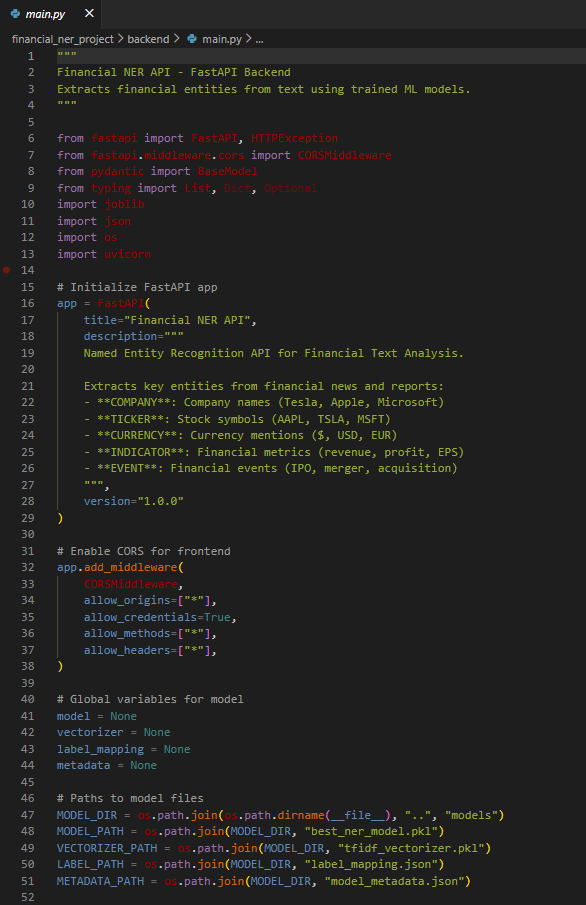 main.py ×
financial_ner_project > backend > main.py > ...
1 """
2 Financial NER API - FastAPI Backend
3 Extracts financial entities from text using trained ML models.
4 """
5
6 from fastapi import FastAPI, HTTPException
7 from fastapi.middleware.cors import CORSMiddleware
8 from pydantic import BaseModel
9 from typing import List, Dict, Optional
10 import joblib
11 import json
12 import os
13 import uvicorn
14
15 # Initialize FastAPI app
16 app = FastAPI(
17     title="Financial NER API",
18     description="""
19     Named Entity Recognition API for Financial Text Analysis.
20
21     Extracts key entities from financial news and reports:
22     - **COMPANY**: Company names (Tesla, Apple, Microsoft)
23     - **TICKER**: Stock symbols (AAPL, TSLA, MSFT)
24     - **CURRENCY**: Currency mentions ($, USD, EUR)
25     - **INDICATOR**: Financial metrics (revenue, profit, EPS)
26     - **EVENT**: Financial events (IPO, merger, acquisition)
27     """,
28     version="1.0.0"
29 )
30
31 # Enable CORS for frontend
32 app.add_middleware(
33     CORSMiddleware,
34     allow_origins=["*"],
35     allow_credentials=True,
36     allow_methods=["*"],
37     allow_headers=["*"],
38 )
39
40 # Global variables for model
41 model = None
42 vectorizer = None
43 label_mapping = None
44 metadata = None
45
46 # Paths to model files
47 MODEL_DIR = os.path.join(os.path.dirname(__file__), "..", "models")
48 MODEL_PATH = os.path.join(MODEL_DIR, "best_ner_model.pkl")
49 VECTORIZER_PATH = os.path.join(MODEL_DIR, "tfidf_vectorizer.pkl")
50 LABEL_PATH = os.path.join(MODEL_DIR, "label_mapping.json")
51 METADATA_PATH = os.path.join(MODEL_DIR, "model_metadata.json")
52